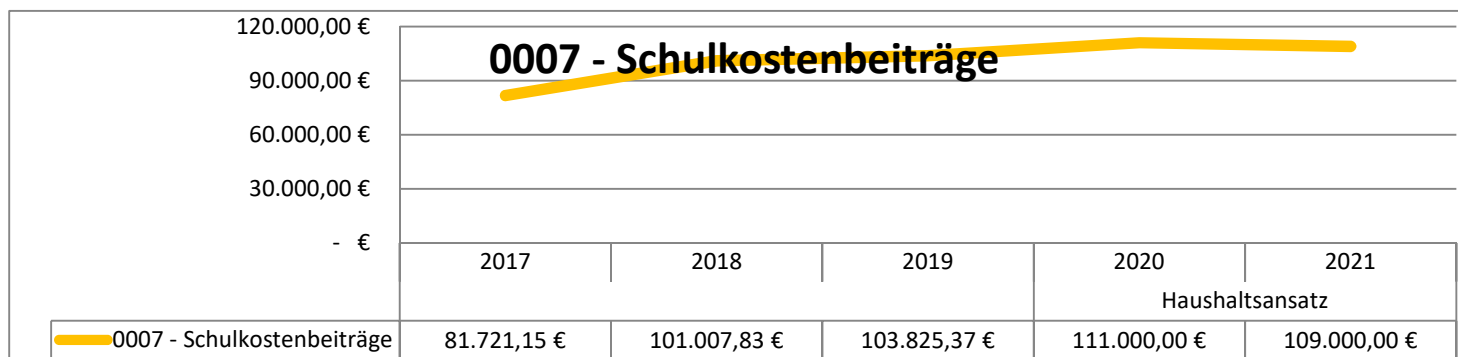 0007 - Schulkostenbeiträge
120.000,00 €
90.000,00 €
60.000,00 €
30.000,00 €
- €
2017 2018 2019 2020 2021
Haushaltsansatz
0007 - Schulkostenbeiträge 81.721,15 € 101.007,83 € 103.825,37 € 111.000,00 € 109.000,00 €